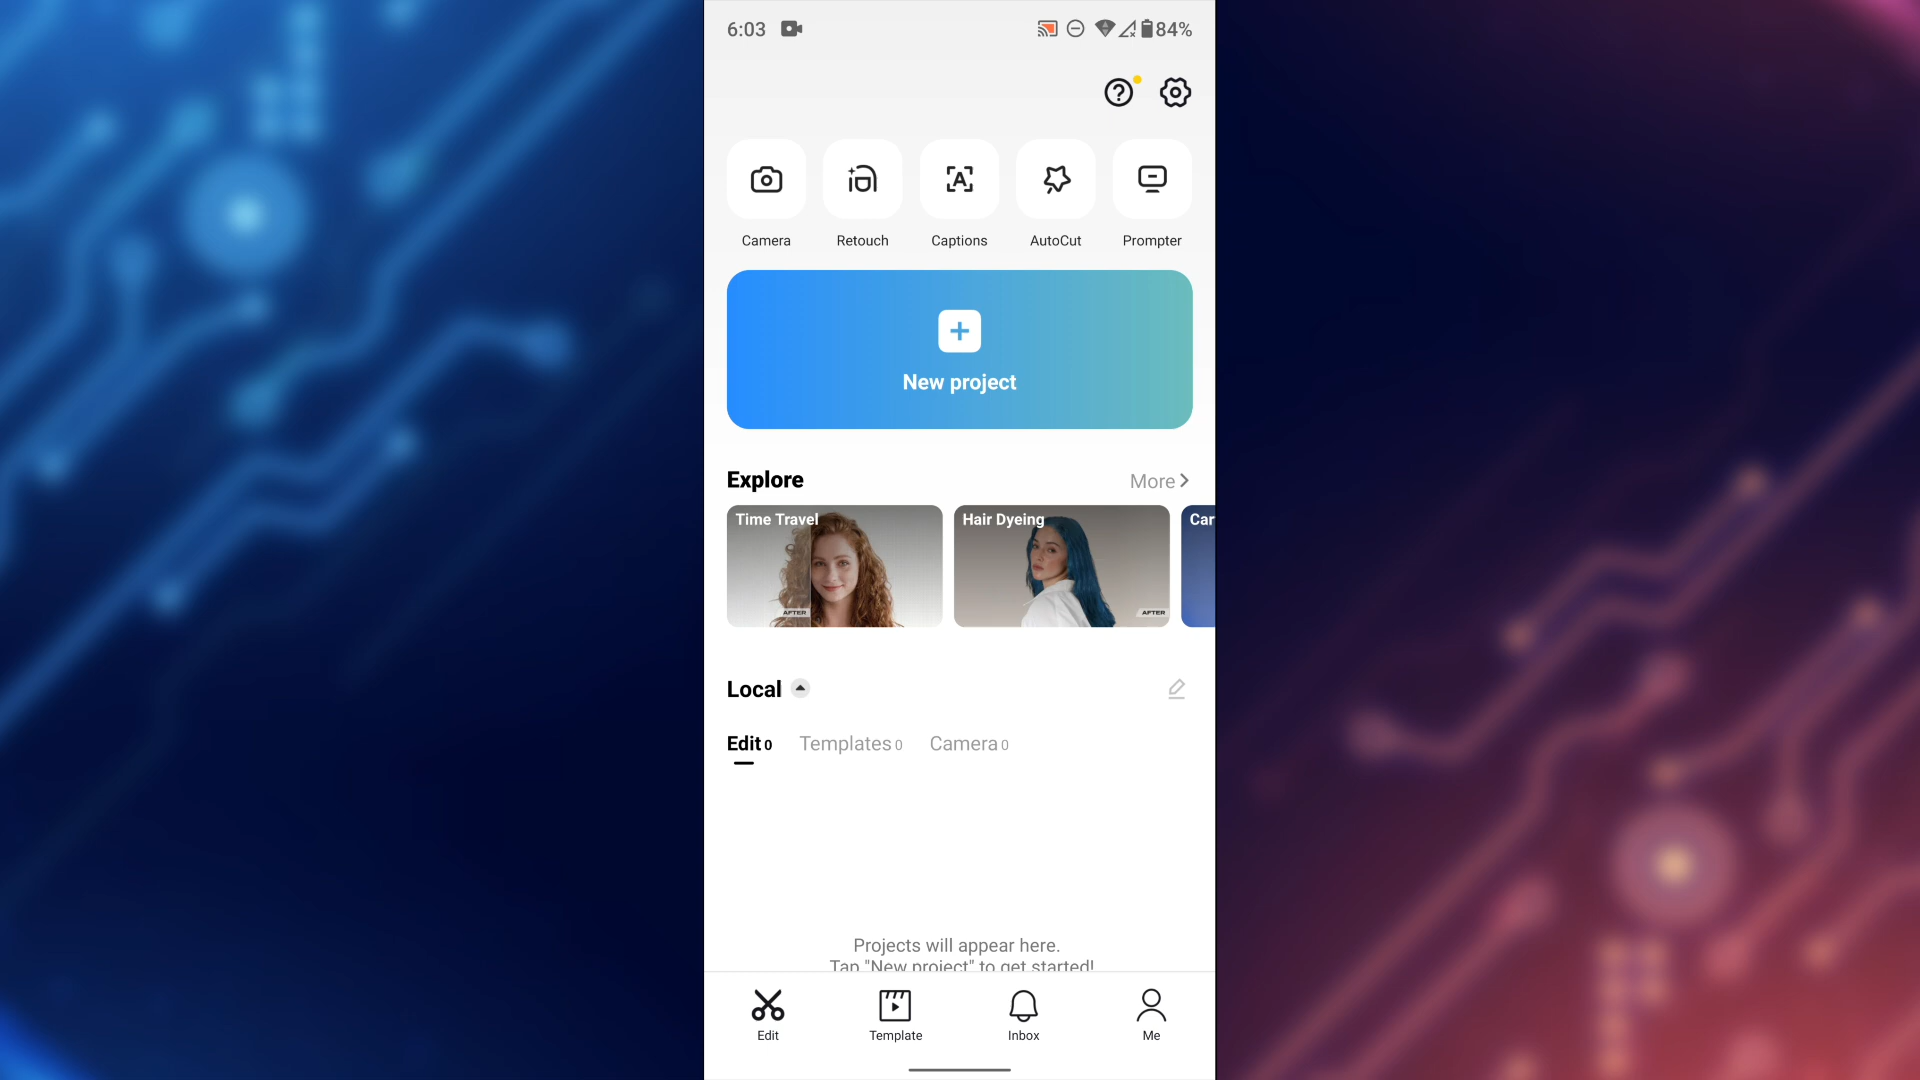 6:03
84%
Camera
Retouch
Captions
AutoCut
Prompter
New project
Explore
More
Time Travel
AFTER
Hair Dyeing
AFTER
Car
Local
Edit 0
Templates 0
Camera 0
Projects will appear here.
Tap "New project" to get started!
Edit
Template
Inbox
Me